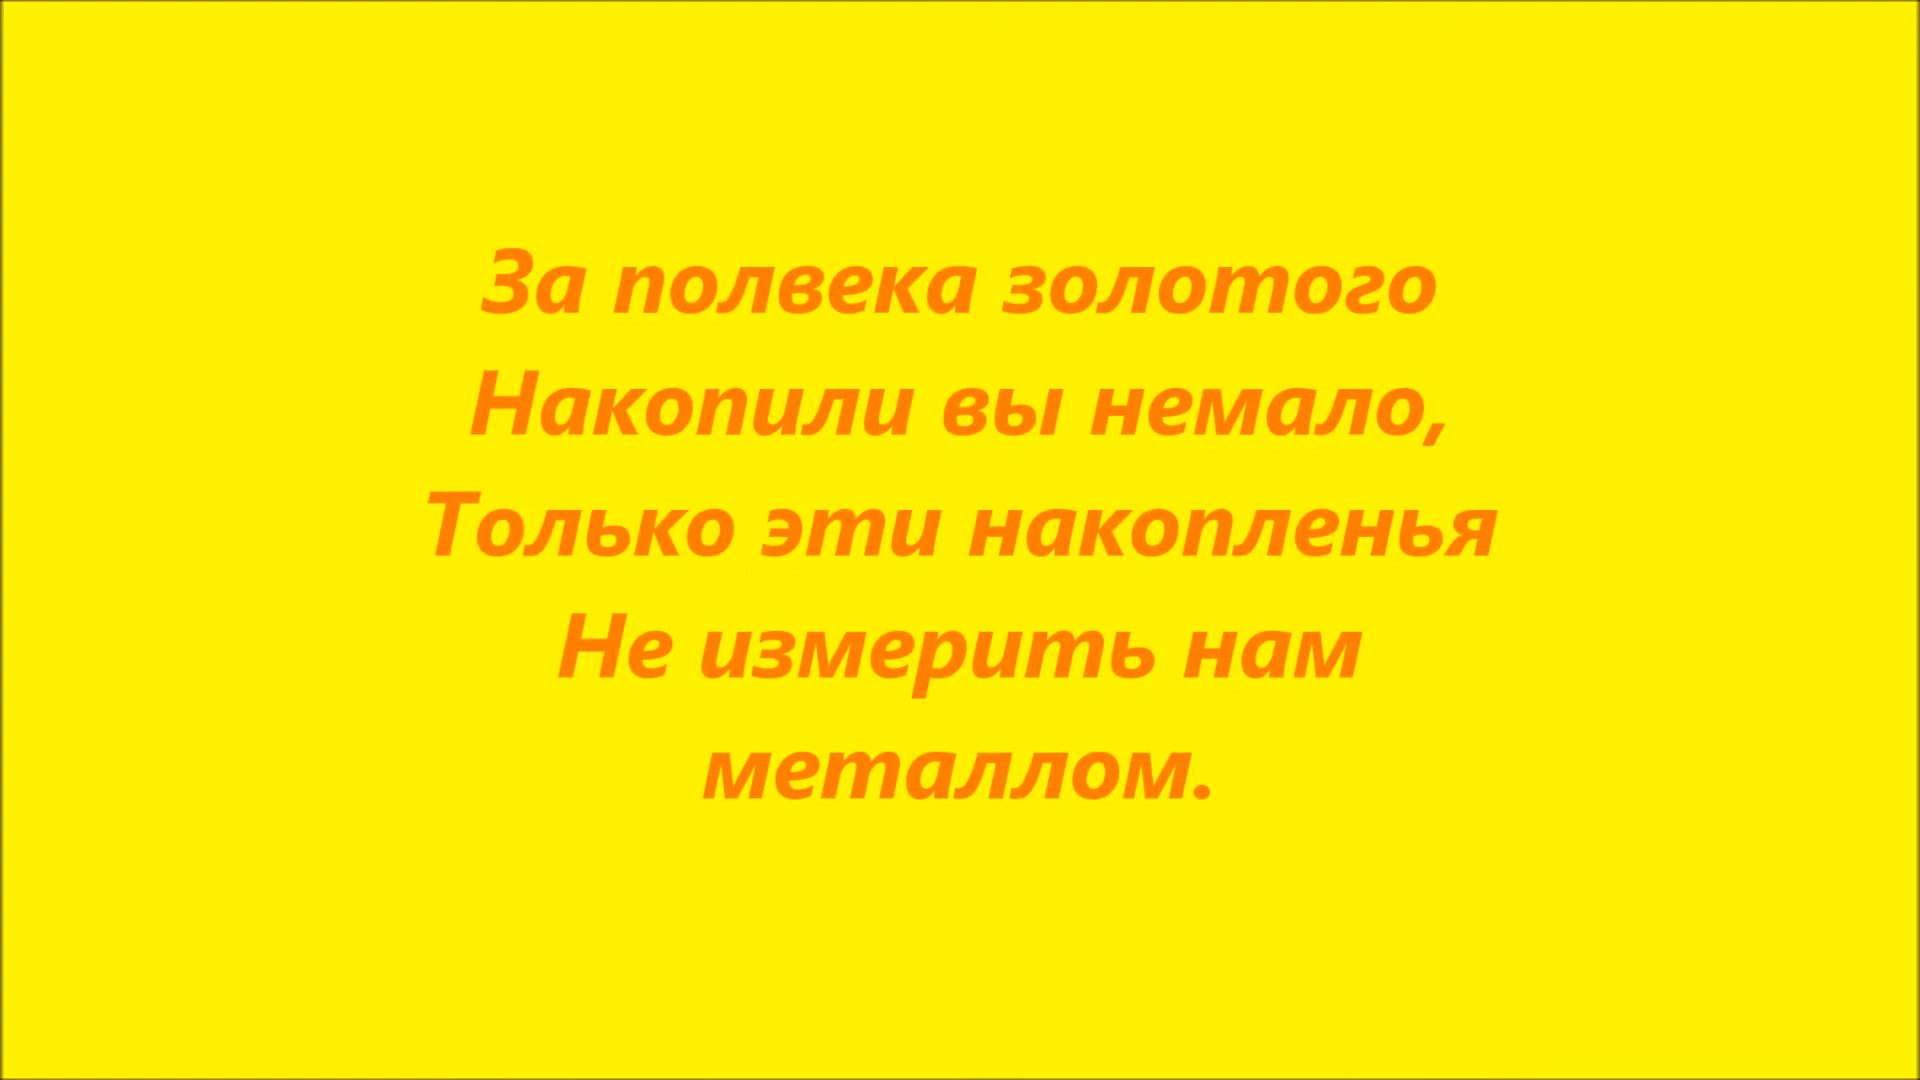 За полвека золотого
Накопили вы немало,
Только эти накопленья
Не измерить нам
металлом.